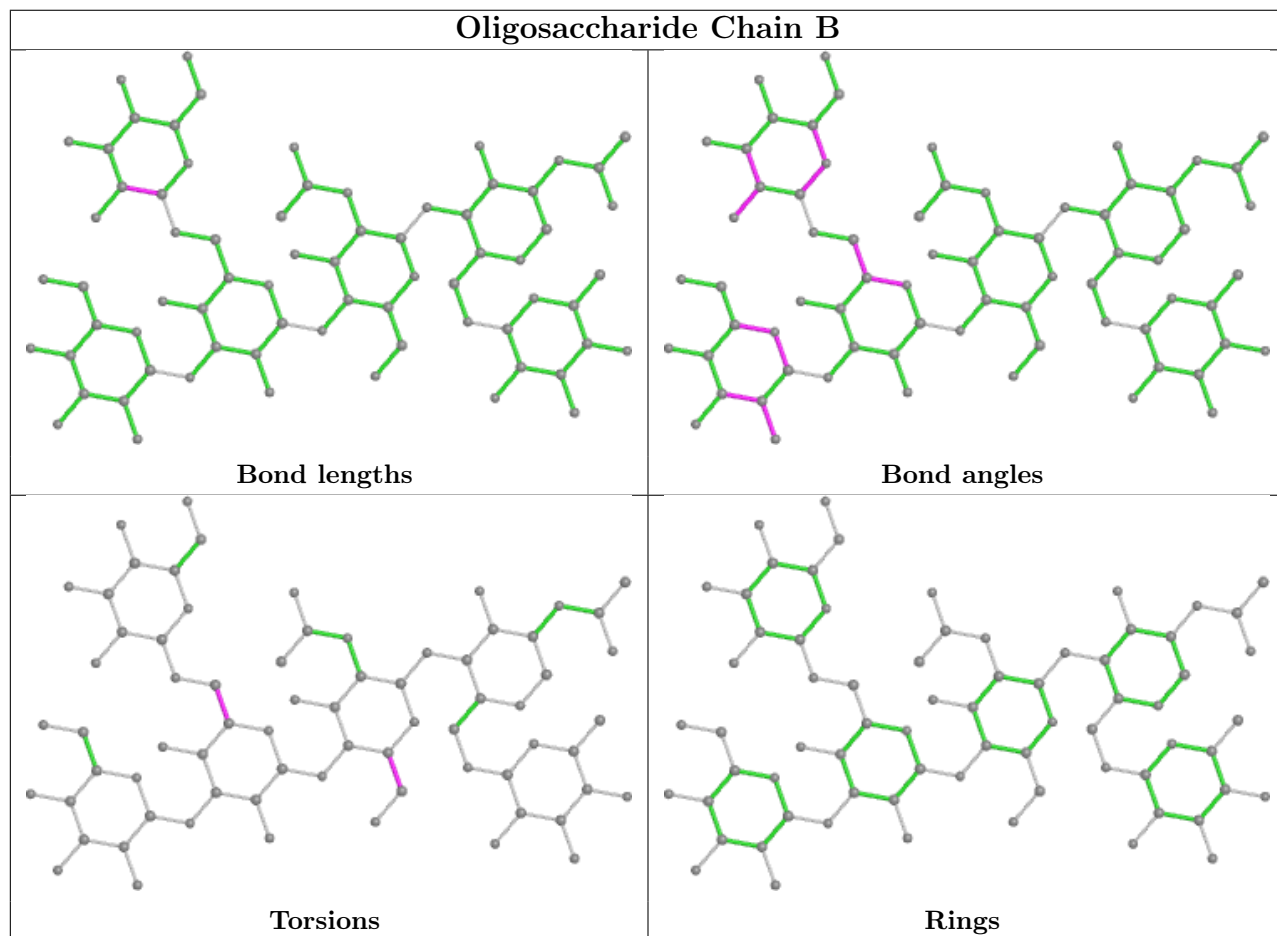 Oligosaccharide Chain B
Bond lengths
Bond angles
Torsions
Rings